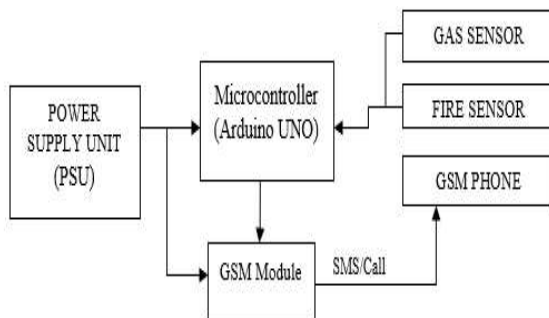 POWER
SUPPLY UNIT
(PSU)
Microcontroller
(Arduino UNO)
GAS SENSOR
FIRE SENSOR
GSM PHONE
GSM Module
SMS/Call